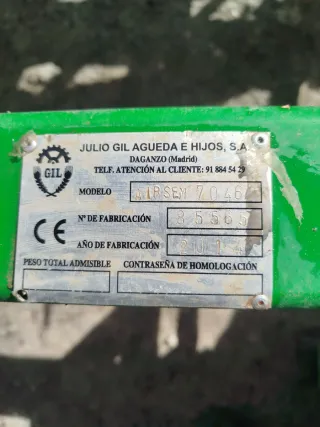 GIL
JULIO GIL AGUEDA E HIJOS, S.A.
DAGANZO (Madrid)
TELF. ATENCIÓN AL CLIENTE: 91 884 54 29
MODELO AIRSEM 7046
Nº DE FABRICACIÓN 85565
CE
AÑO DE FABRICACIÓN
PESO TOTAL ADMISIBLE CONTRASEÑA DE HOMOLOGACIÓN